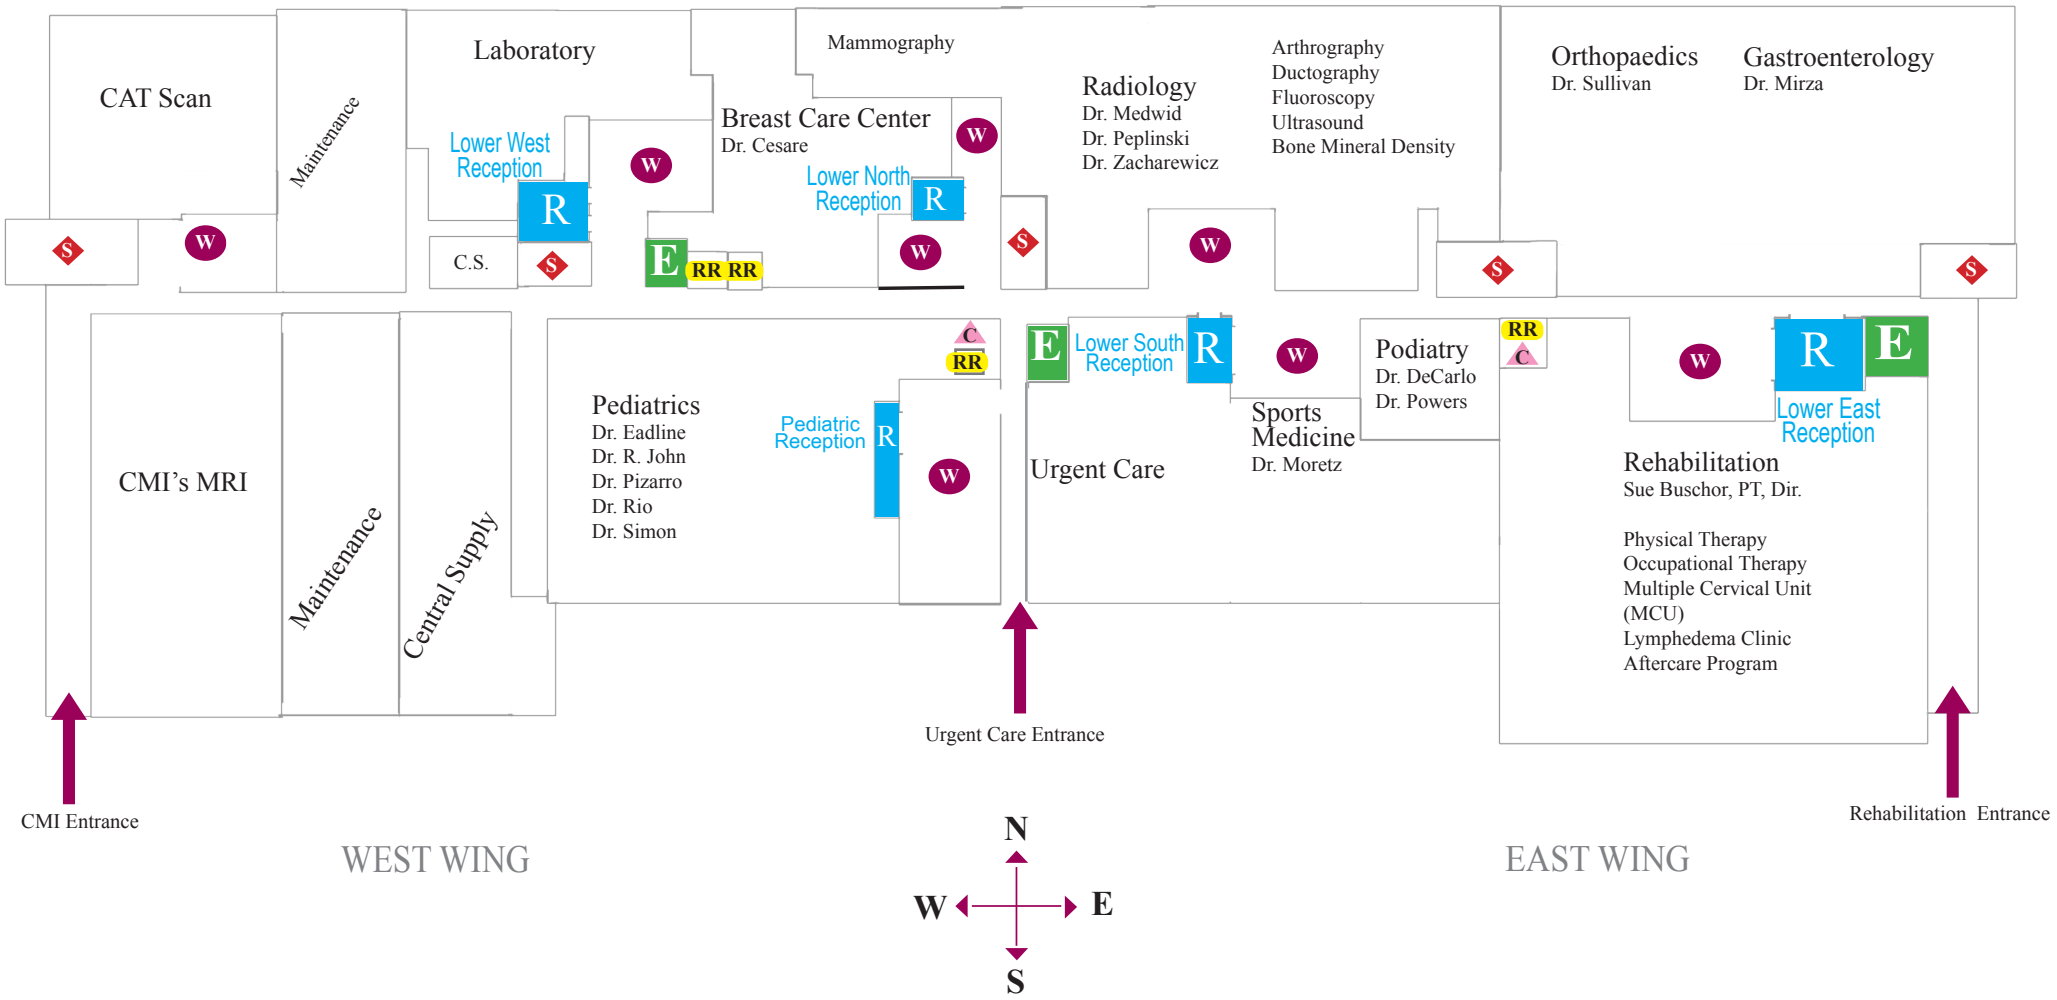 CAT Scan
Maintenance
Laboratory
Lower West
Reception
R
W
S
W
C.S.
S
E
RR
RR
Breast Care Center
Dr. Cesare
Mammography
W
Lower North
Reception
R
W
S
Radiology
Dr. Medwid
Dr. Peplinski
Dr. Zacharewicz
Arthrography
Ductography
Fluoroscopy
Ultrasound
Bone Mineral Density
W
Orthopaedics
Dr. Sullivan
Gastroenterology
Dr. Mirza
S
S
CMI's MRI
Maintenance
Central Supply
Pediatrics
Dr. Eadline
Dr. R. John
Dr. Pizarro
Dr. Rio
Dr. Simon
Pediatric
Reception
R
W
C
RR
E
Lower South
Reception
R
W
Urgent Care
Sports
Medicine
Dr. Moretz
Podiatry
Dr. DeCarlo
Dr. Powers
RR
C
W
R
E
Lower East
Reception
Rehabilitation
Sue Buschor, PT, Dir.
Physical Therapy
Occupational Therapy
Multiple Cervical Unit
(MCU)
Lymphedema Clinic
Aftercare Program
Urgent Care Entrance
CMI Entrance
Rehabilitation Entrance
WEST WING
EAST WING
N
W
E
S